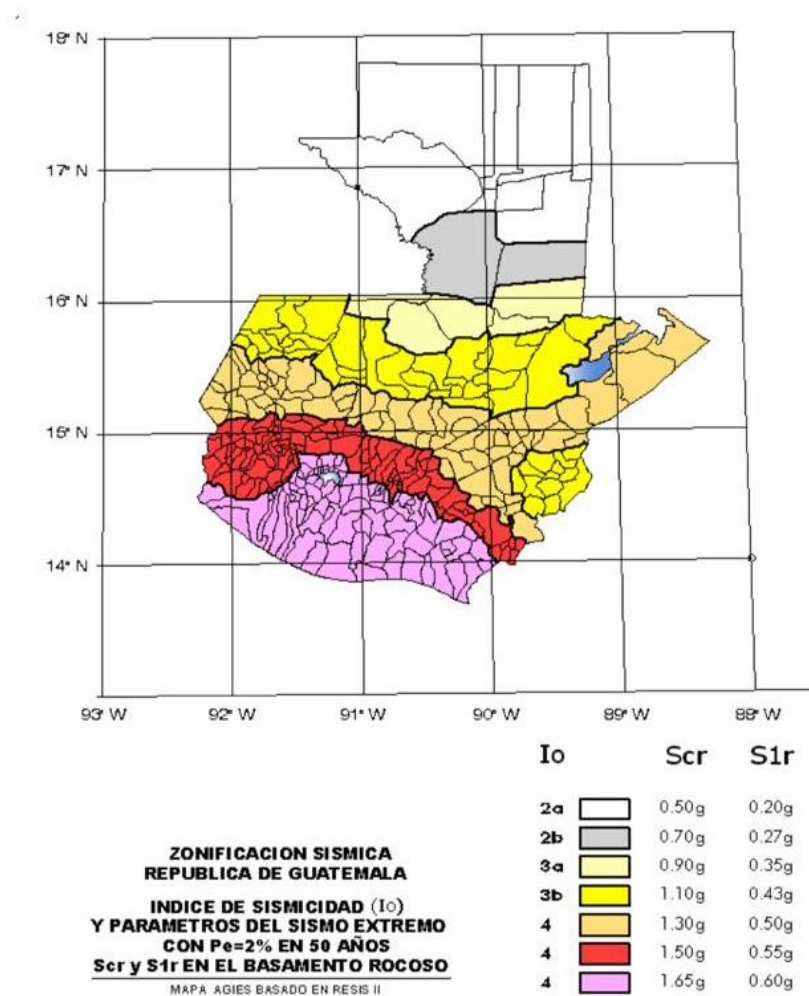 18° N
17° N
16° N
15° N
14° N
93° W
92° W
91° W
90° W
89° W
88° W
Io Scr S1r
2a 0.50g 0.20g
2b 0.70g 0.27g
3a 0.90g 0.35g
3b 1.10g 0.43g
4 1.30g 0.50g
4 1.50g 0.55g
4 1.65g 0.60g
ZONIFICACION SISMICA
REPUBLICA DE GUATEMALA
INDICE DE SISMICIDAD (Io)
Y PARAMETROS DEL SISMO EXTREMO
CON Pe=2% EN 50 AÑOS
Scr y S1r EN EL BASAMENTO ROCOSO
MAPA AGIES BASADO EN RESIS II